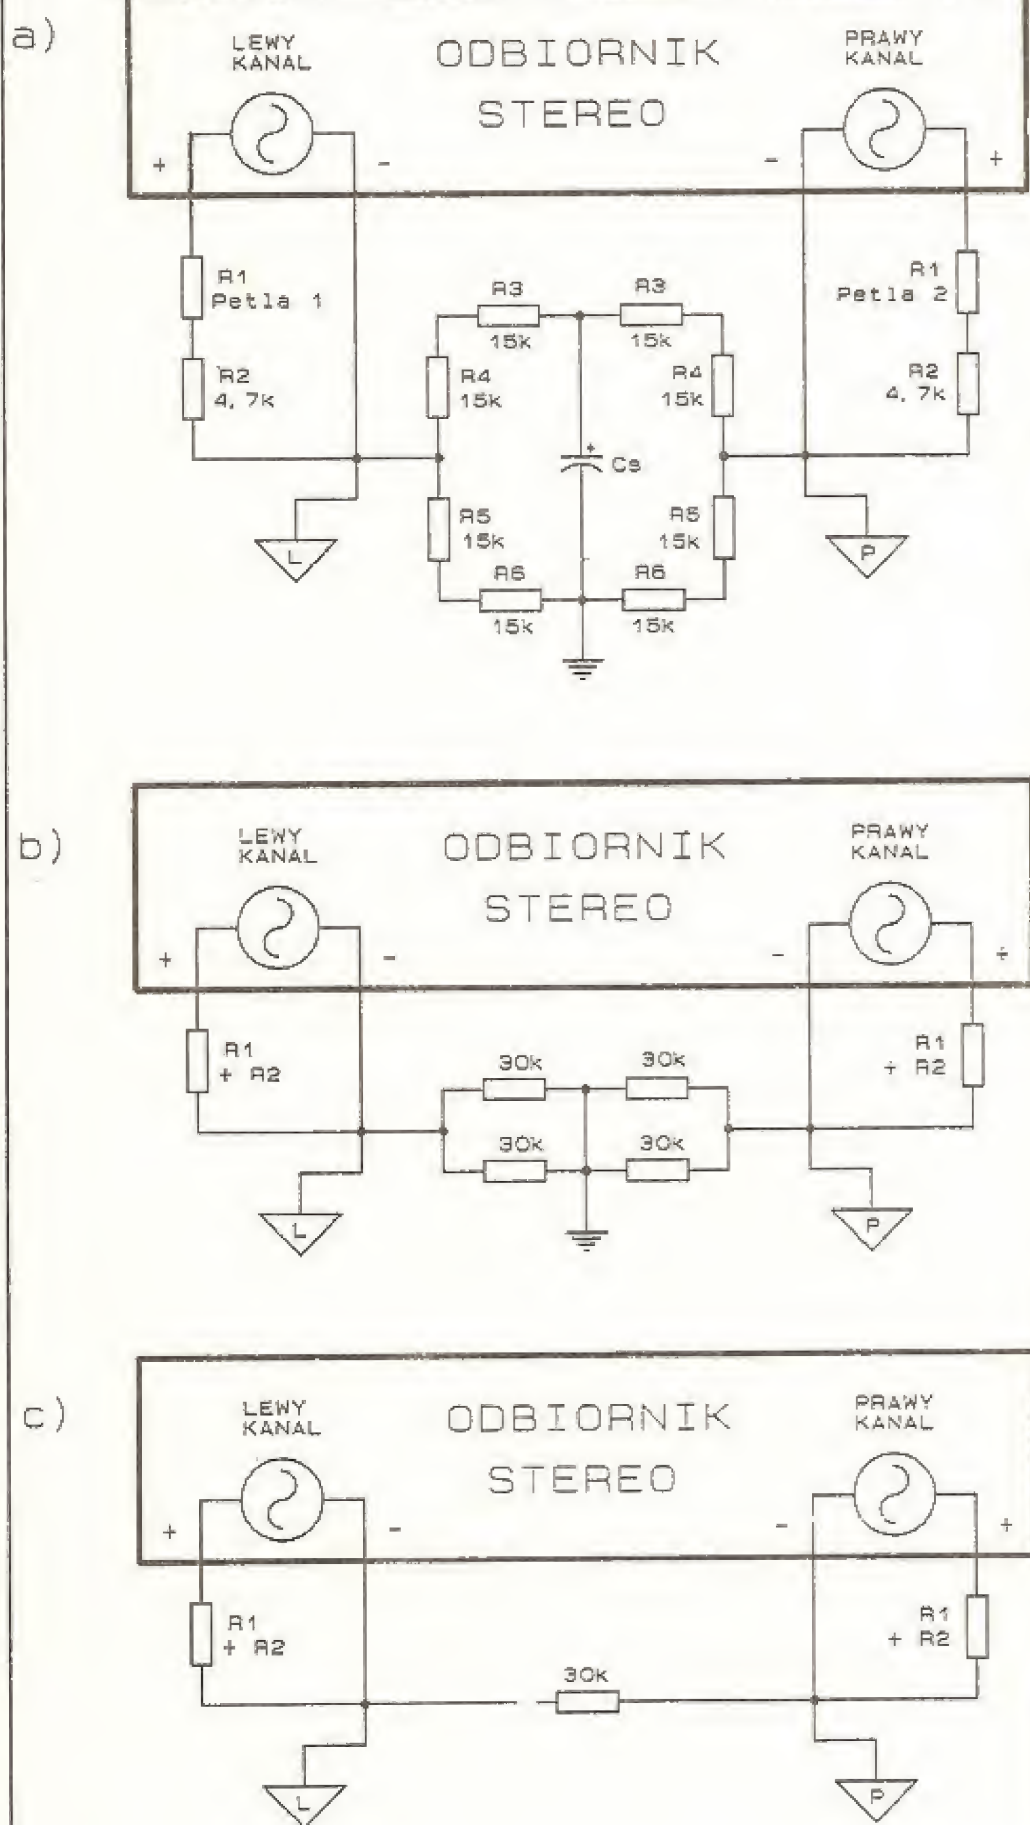 a)
LEWY
KANAL
ODBIORNIK
STEREO
PRAWY
KANAL
+
-
-
+
R1
Petla 1
R2
4,7k
R3
15k
R3
15k
R4
15k
R4
15k
Cs
+
R5
15k
R5
15k
R6
15k
R6
15k
R1
Petla 2
R2
4,7k
L
P
b)
LEWY
KANAL
ODBIORNIK
STEREO
PRAWY
KANAL
+
-
-
+
R1
+ R2
30k
30k
30k
30k
R1
+ R2
L
P
c)
LEWY
KANAL
ODBIORNIK
STEREO
PRAWY
KANAL
+
-
-
+
R1
+ R2
30k
R1
+ R2
L
P